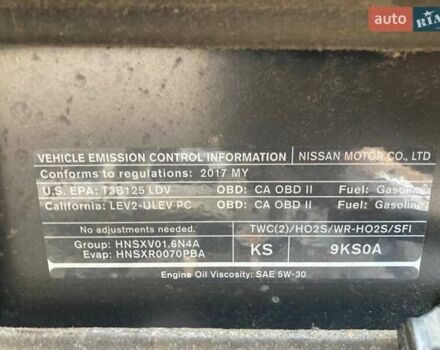 auto RIA
VEHICLE EMISSION CONTROL INFORMATION NISSAN MOTOR CO., LTD
Conforms to regulations: 2017 MY
U.S. EPA: T3B125 LDV OBD: CA OBD II Fuel: Gasoline
California: LEV2-ULEV PC OBD: CA OBD II Fuel: Gasoline
No adjustments needed. TWC(2)/HO2S/WR-HO2S/SFI
Group: HNSXV01.6N4A KS 9KS0A
Evap: HNSXR0070PBA
Engine Oil Viscosity: SAE 5W-30